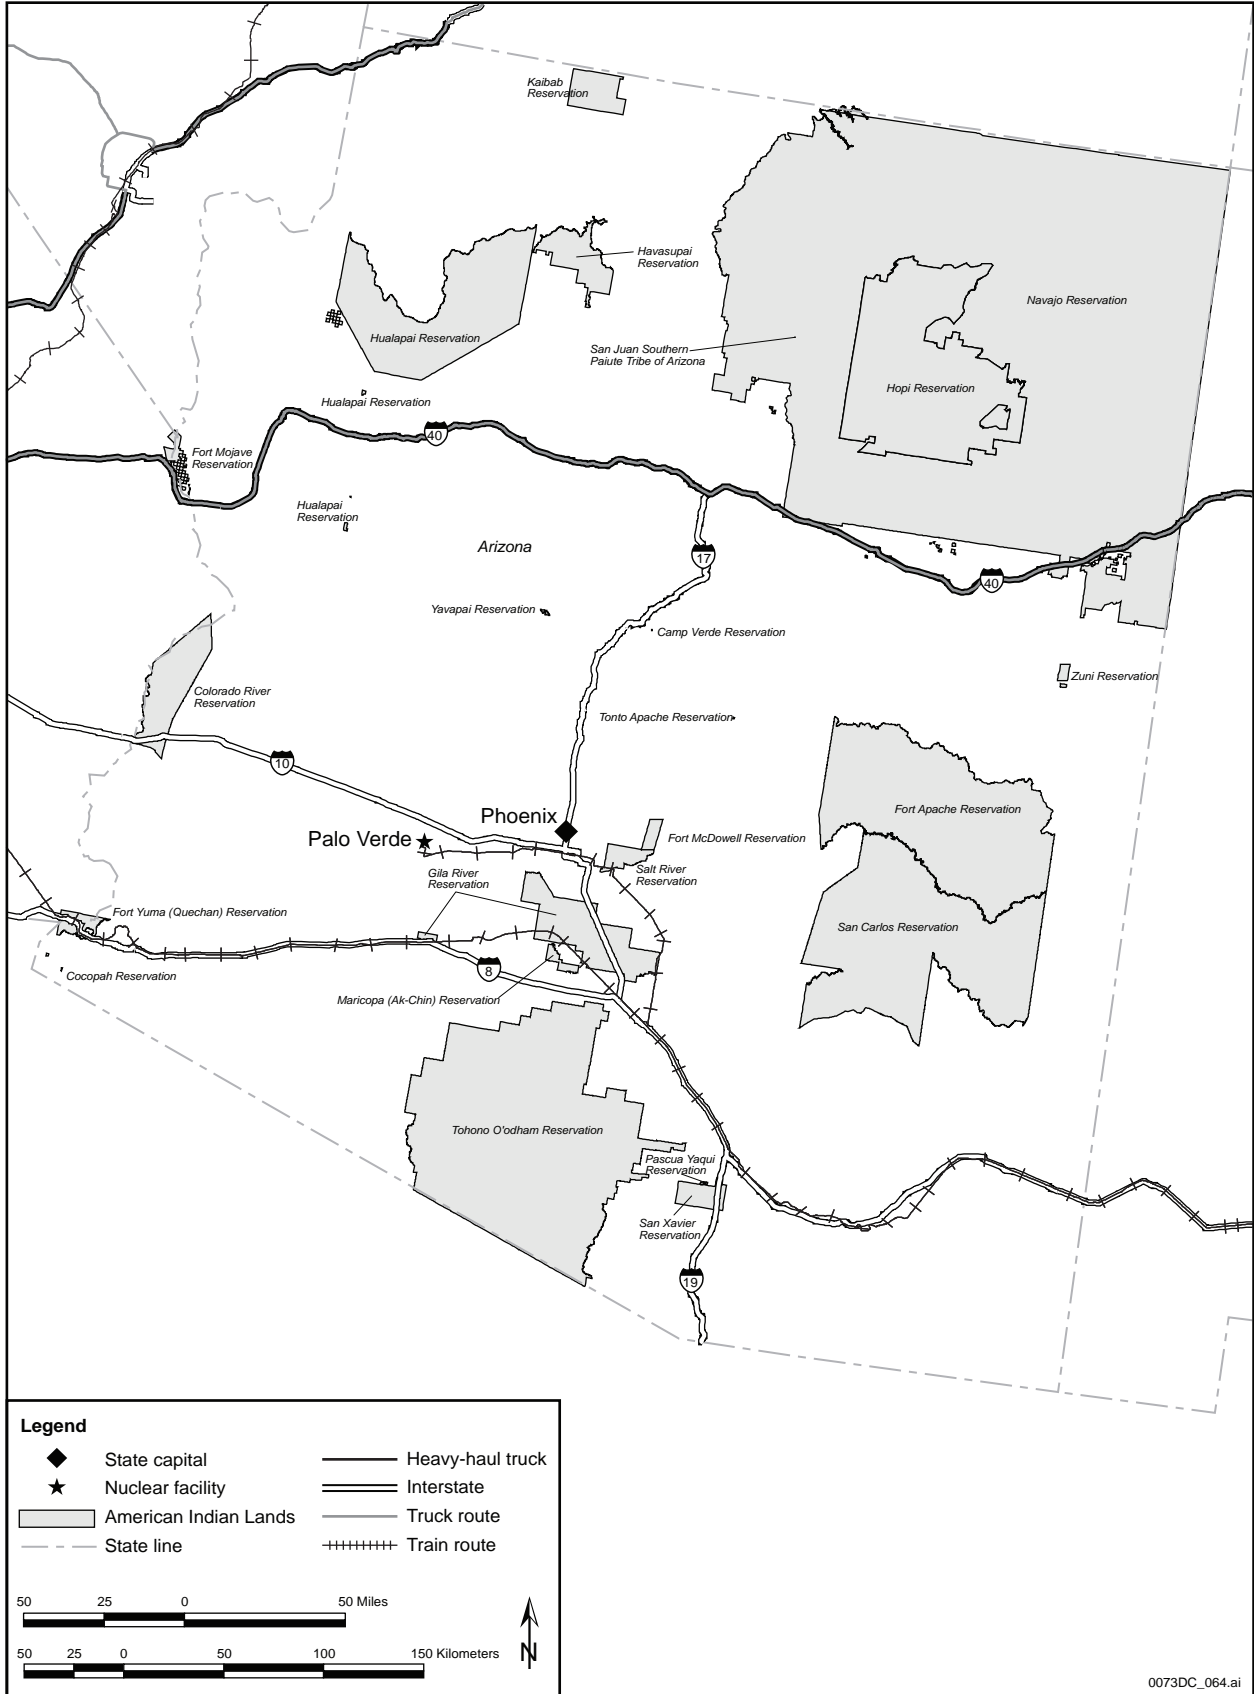 Kaibab
Reservation
Havasupai
Reservation
Navajo Reservation
Hualapai Reservation
San Juan Southern
Paiute Tribe of Arizona
Hopi Reservation
Hualapai Reservation
40
Fort Mojave
Reservation
Hualapai
Reservation
Arizona
17
40
Yavapai Reservation
Camp Verde Reservation
Zuni Reservation
Colorado River
Reservation
Tonto Apache Reservation
10
Fort Apache Reservation
Phoenix
Palo Verde
Fort McDowell Reservation
Gila River
Reservation
Salt River
Reservation
Fort Yuma (Quechan) Reservation
San Carlos Reservation
8
Cocopah Reservation
Maricopa (Ak-Chin) Reservation
Tohono O'odham Reservation
Pascua Yaqui
Reservation
San Xavier
Reservation
19
Legend
State capital
Nuclear facility
American Indian Lands
State line
Heavy-haul truck
Interstate
Truck route
Train route
50 25 0 50 Miles
50 25 0 50 100 150 Kilometers
N
0073DC_064.ai